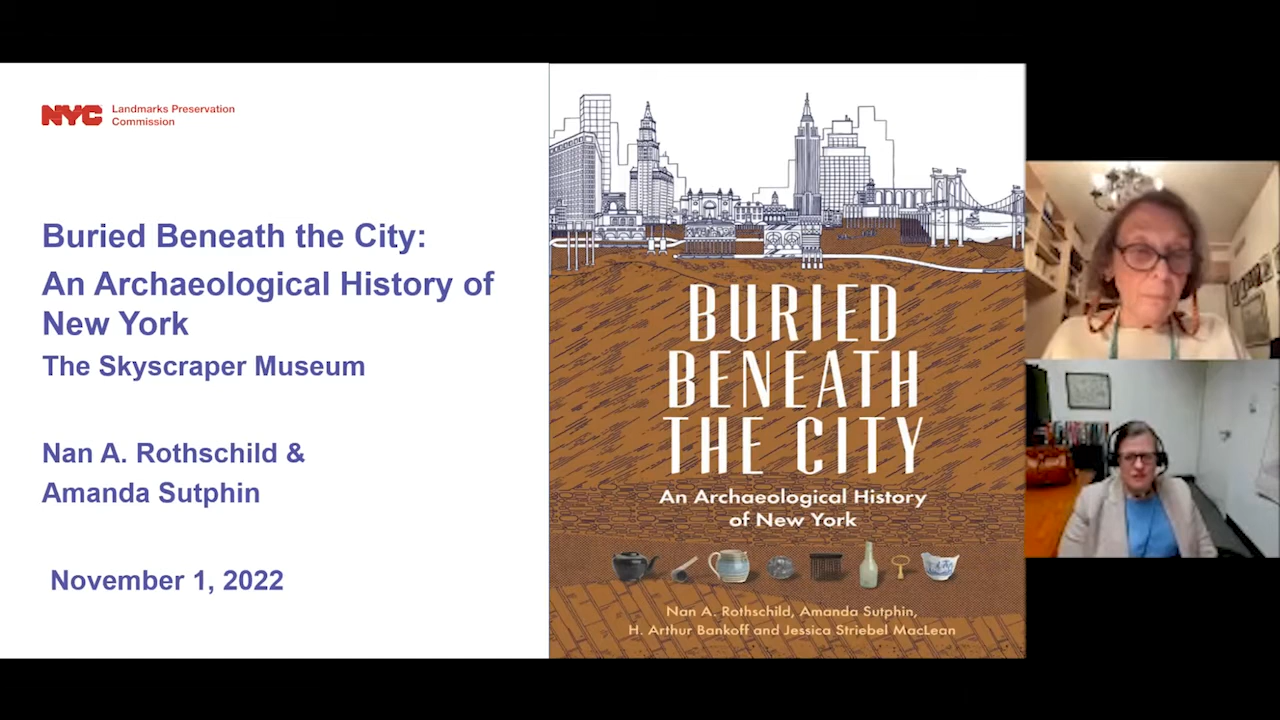 NYC
Landmarks Preservation
Commission
Buried Beneath the City:
An Archaeological History of
New York
The Skyscraper Museum
Nan A. Rothschild &
Amanda Sutphin
November 1, 2022
BURIED
BENEATH
THE CITY
An Archaeological History
of New York
Nan A. Rothschild, Amanda Sutphin,
H. Arthur Bankoff and Jessica Striebel MacLean